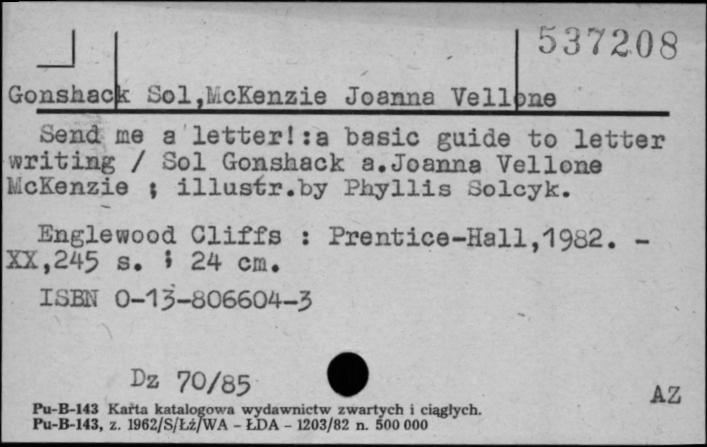 537208
Gonshack Sol,McKenzie Joanna Vellone
Send me a letter!:a basic guide to letter
writing / Sol Gonshack a.Joanna Vellone
McKenzie ; illustr.by Phyllis Solcyk.
Englewood Cliffs : Prentice-Hall,1982. -
XX,245 s. ; 24 cm.
ISBN 0-13-806604-3
Dz 70/85
AZ
Pu-B-143 Karta katalogowa wydawnictw zwartych i ciągłych.
Pu-B-143, z. 1962/S/Łż/WA - ŁDA - 1203/82 n. 500 000